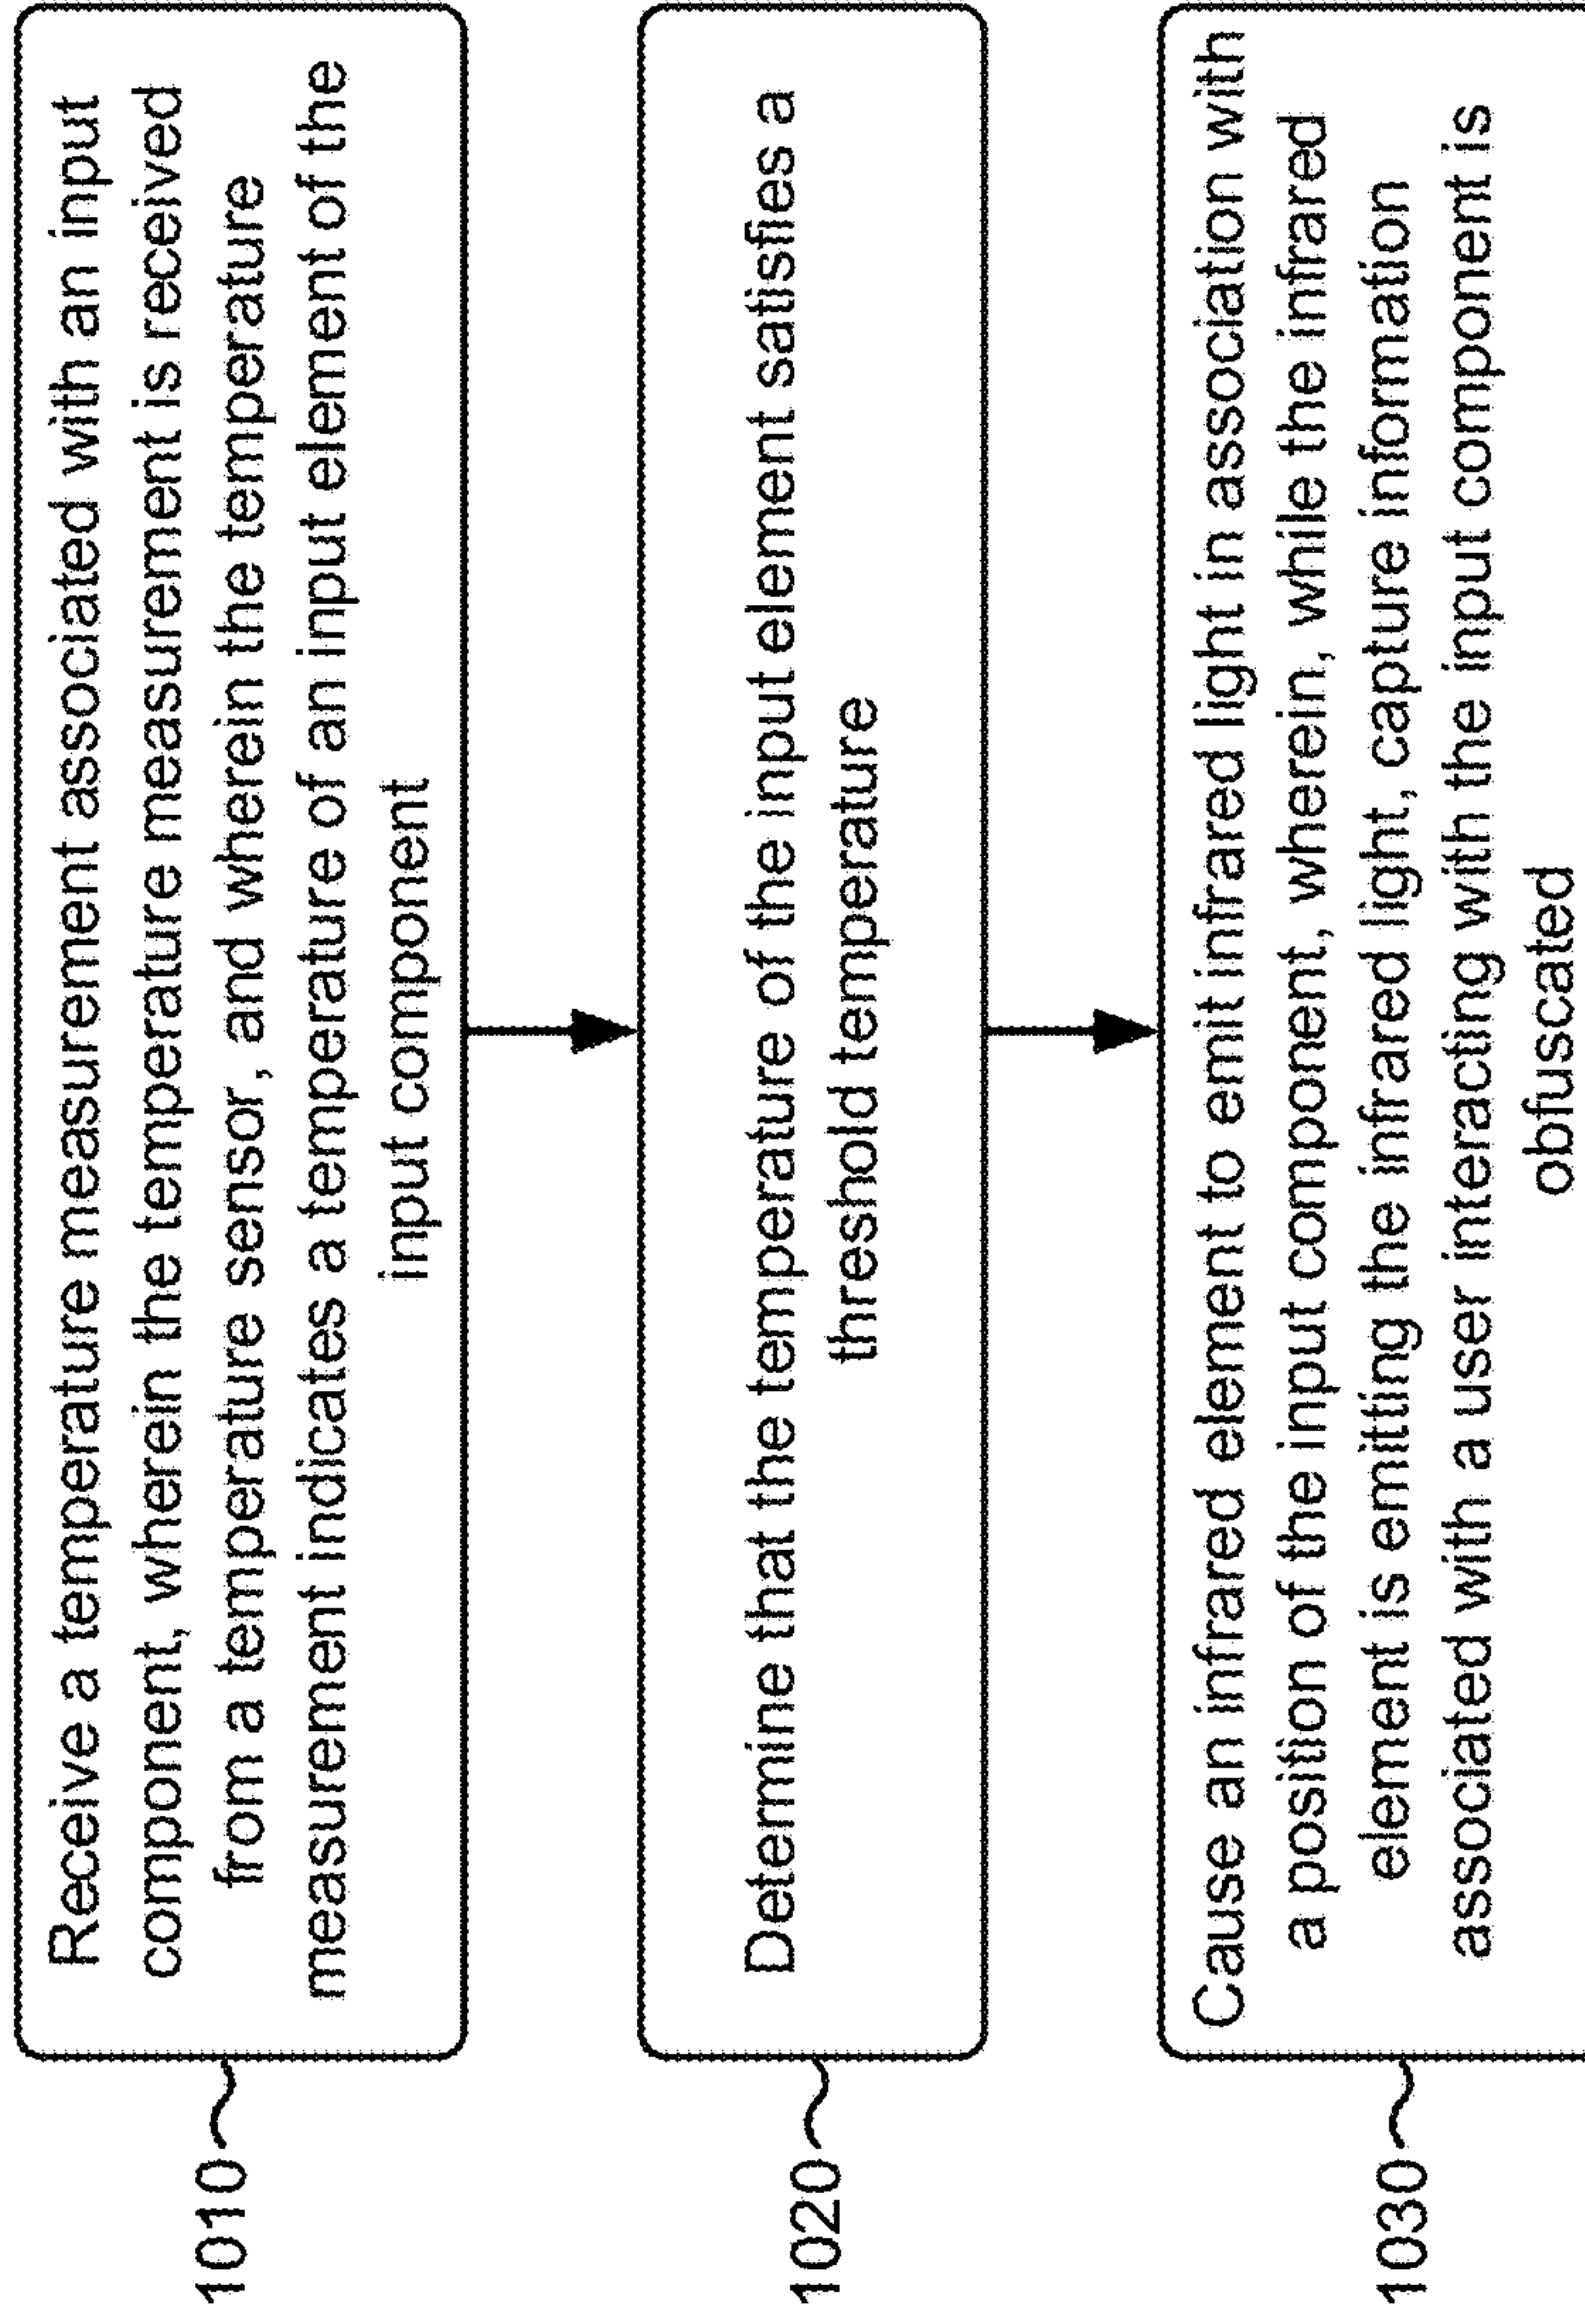 1010
Receive a temperature measurement associated with an input
component, wherein the temperature measurement is received
from a temperature sensor, and wherein the temperature
measurement indicates a temperature of an input element of the
input component
1020
Determine that the temperature of the input element satisfies a
threshold temperature
1030
Cause an infrared element to emit infrared light in association with
a position of the input component, wherein, while the infrared
element is emitting the infrared light, capture information
associated with a user interacting with the input component is
obfuscated